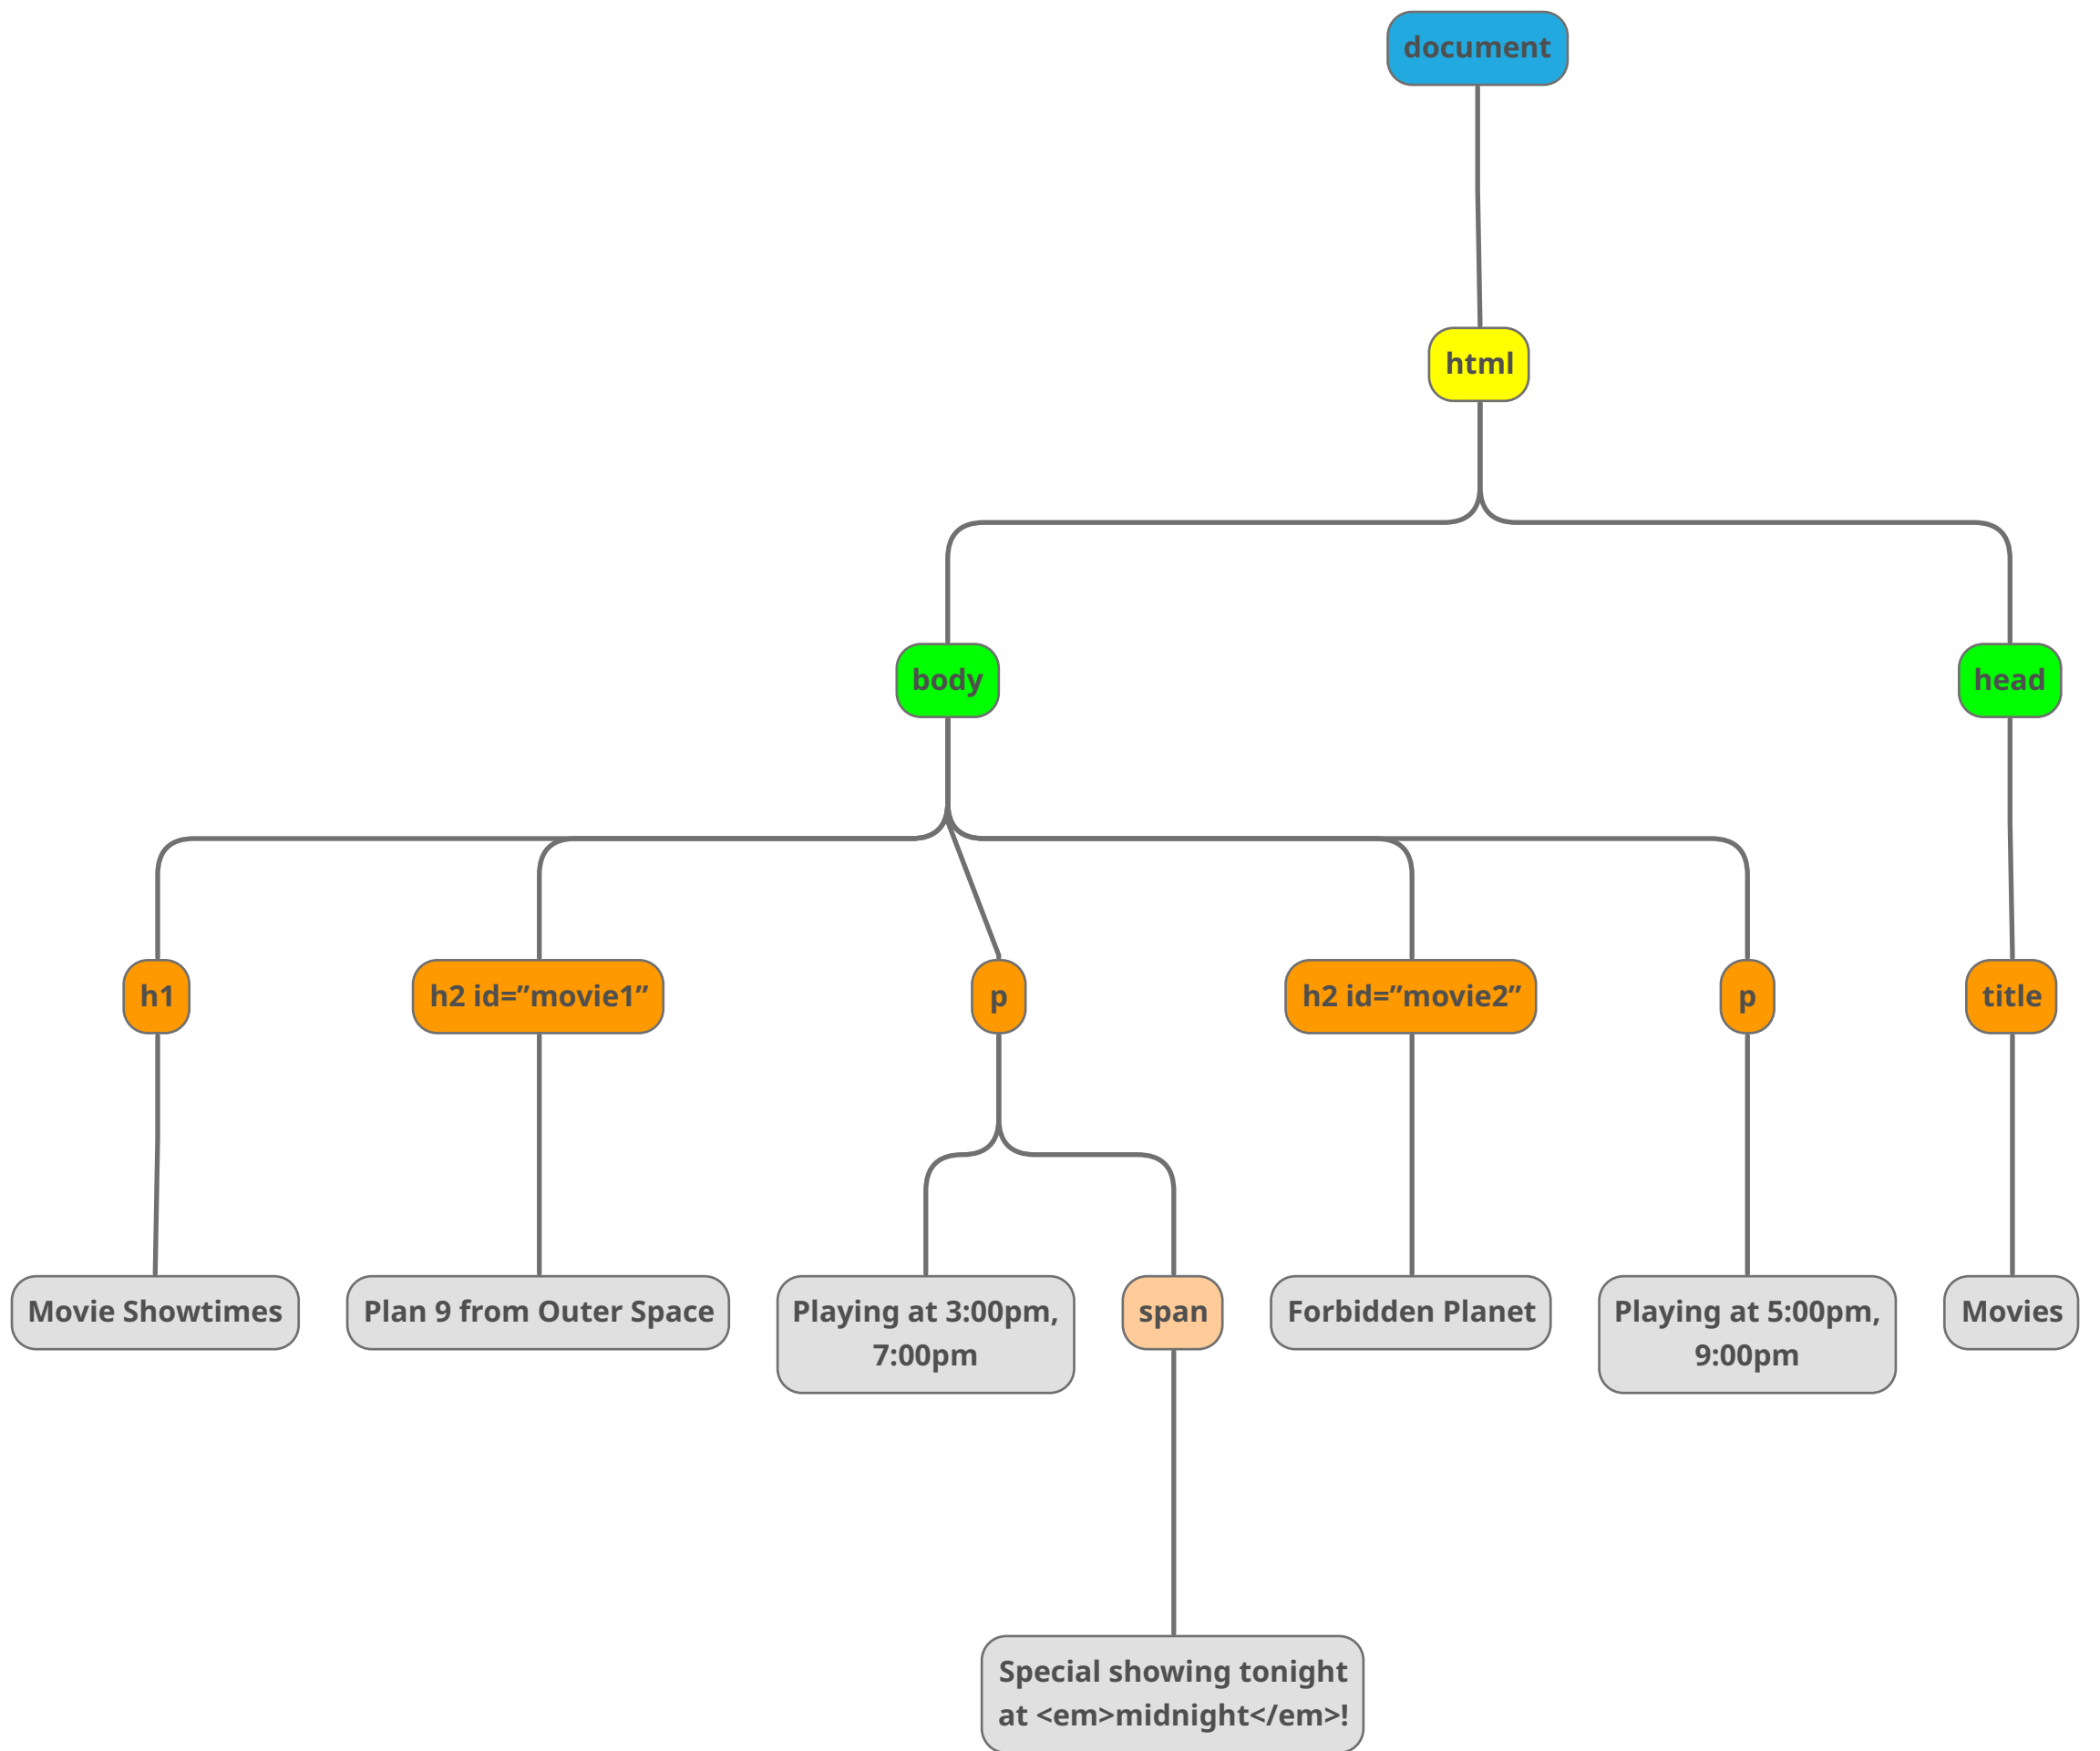 document
html
body
head
h1
h2 id=”movie1”
p
h2 id=”movie2”
p
title
Movie Showtimes
Plan 9 from Outer Space
Playing at 3:00pm,
7:00pm
span
Forbidden Planet
Playing at 5:00pm,
9:00pm
Movies
Special showing tonight
at <em>midnight</em>!